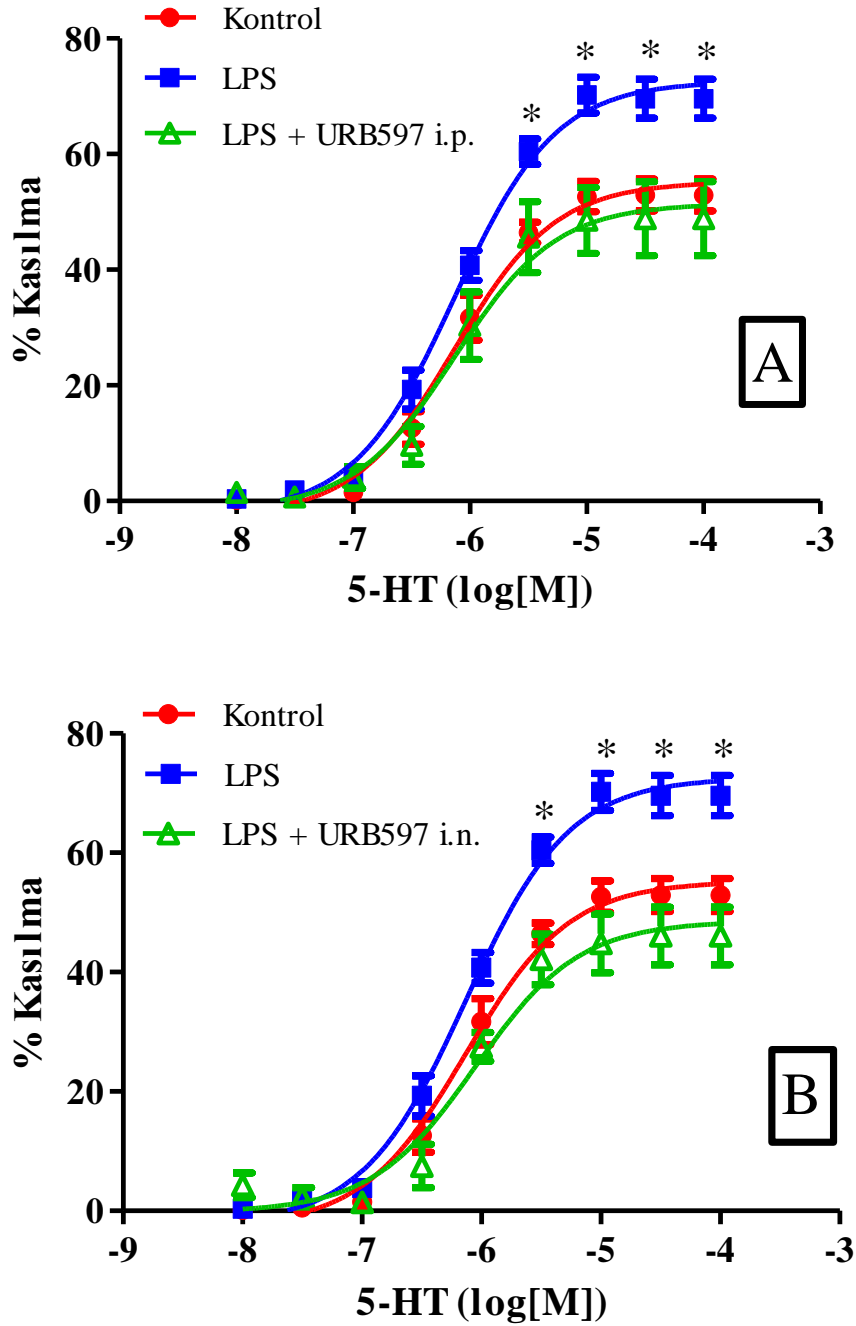 Kontrol
LPS
LPS + URB597 i.p.
80
60
40
20
0
% Kasılma
* * * *
A
-9 -8 -7 -6 -5 -4 -3
5-HT (log[M])
Kontrol
LPS
LPS + URB597 i.n.
80
60
40
20
0
% Kasılma
* * * *
B
-9 -8 -7 -6 -5 -4 -3
5-HT (log[M])